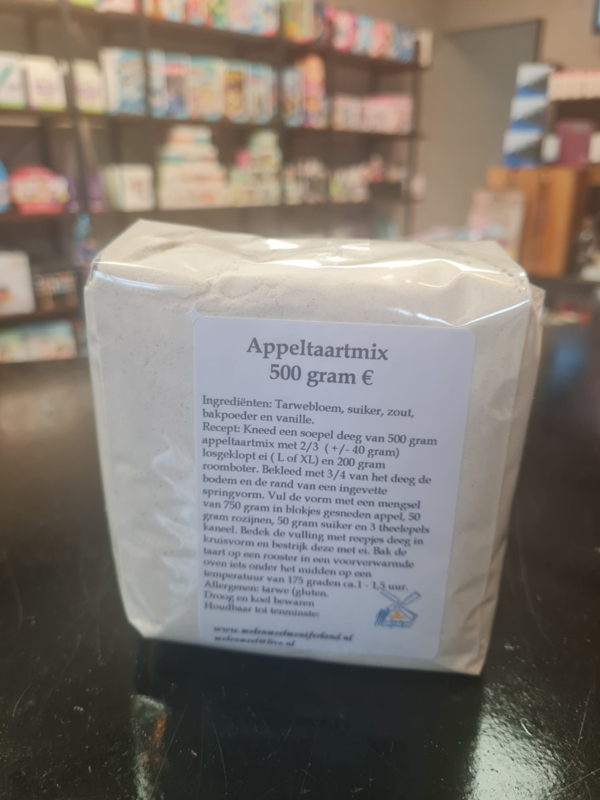 Appeltaartmix
500 gram €
Ingrediënten: Tarwebloem, suiker, zout,
bakpoeder en vanille.
Recept: Kneed een soepel deeg van 500 gram
appeltaartmix met 2/3 ( +/- 40 gram)
losgeklopt ei ( L of XL) en 200 gram
roomboter. Bekleed met 3/4 van het deeg de
bodem en de rand van een ingevette
springvorm. Vul de vorm met een mengsel
van 750 gram in blokjes gesneden appel, 50
gram rozijnen, 50 gram suiker en 3 theelepels
kaneel. Bedek de vulling met reepjes deeg in
kruisvorm en bestrijk deze met ei. Bak de
taart op een rooster in een voorverwarmde
oven iets onder het midden op een
temperatuur van 175 graden ca.1 - 1,5 uur.
Allergenen: tarwe (gluten.
Droog en koel bewaren
Houdbaar tot tenminste: